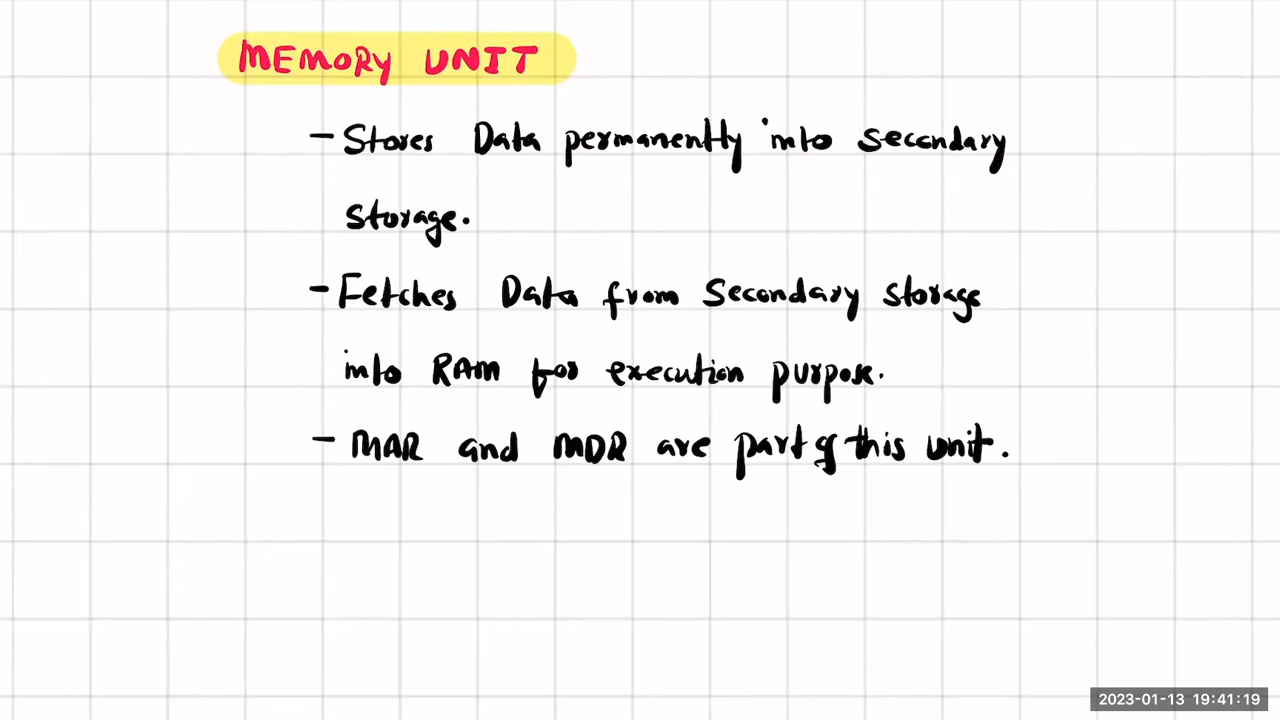 MEMORY UNIT
- Stores Data permanently into secondary
storage.
- Fetches Data from Secondary storage
into RAM for execution purpose.
- MAR and MDR are part of this unit.
2023-01-13 19:41:19